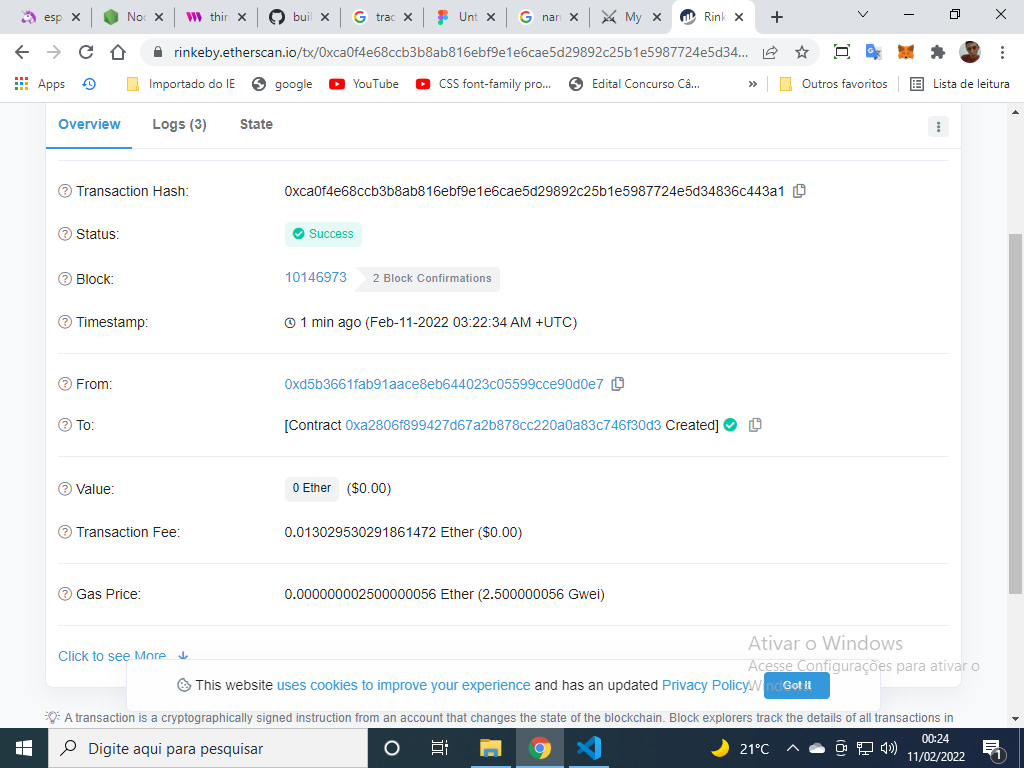 esp
Noc
thir
buil
trac
Unt
nar
My
Rink
rinkeby.etherscan.io/tx/0xca0f4e68ccb3b8ab816ebf9e1e6cae5d29892c25b1e5987724e5d34...
Apps
Importado do IE
google
YouTube
CSS font-family pro...
Edital Concurso Câ...
»
Outros favoritos
Lista de leitura
Overview
Logs (3)
State
Transaction Hash:
0xca0f4e68ccb3b8ab816ebf9e1e6cae5d29892c25b1e5987724e5d34836c443a1
Status:
Success
Block:
10146973
2 Block Confirmations
Timestamp:
1 min ago (Feb-11-2022 03:22:34 AM +UTC)
From:
0xd5b3661fab91aace8eb644023c05599cce90d0e7
To:
[Contract 0xa2806f899427d67a2b878cc220a0a83c746f30d3 Created]
Value:
0 Ether ($0.00)
Transaction Fee:
0.013029530291861472 Ether ($0.00)
Gas Price:
0.000000002500000056 Ether (2.500000056 Gwei)
Click to see More
Ativar o Windows
Acesse Configurações para ativar o
Windows.
This website uses cookies to improve your experience and has an updated Privacy Policy.
Got It
A transaction is a cryptographically signed instruction from an account that changes the state of the blockchain. Block explorers track the details of all transactions in
Digite aqui para pesquisar
21°C
00:24
11/02/2022
1